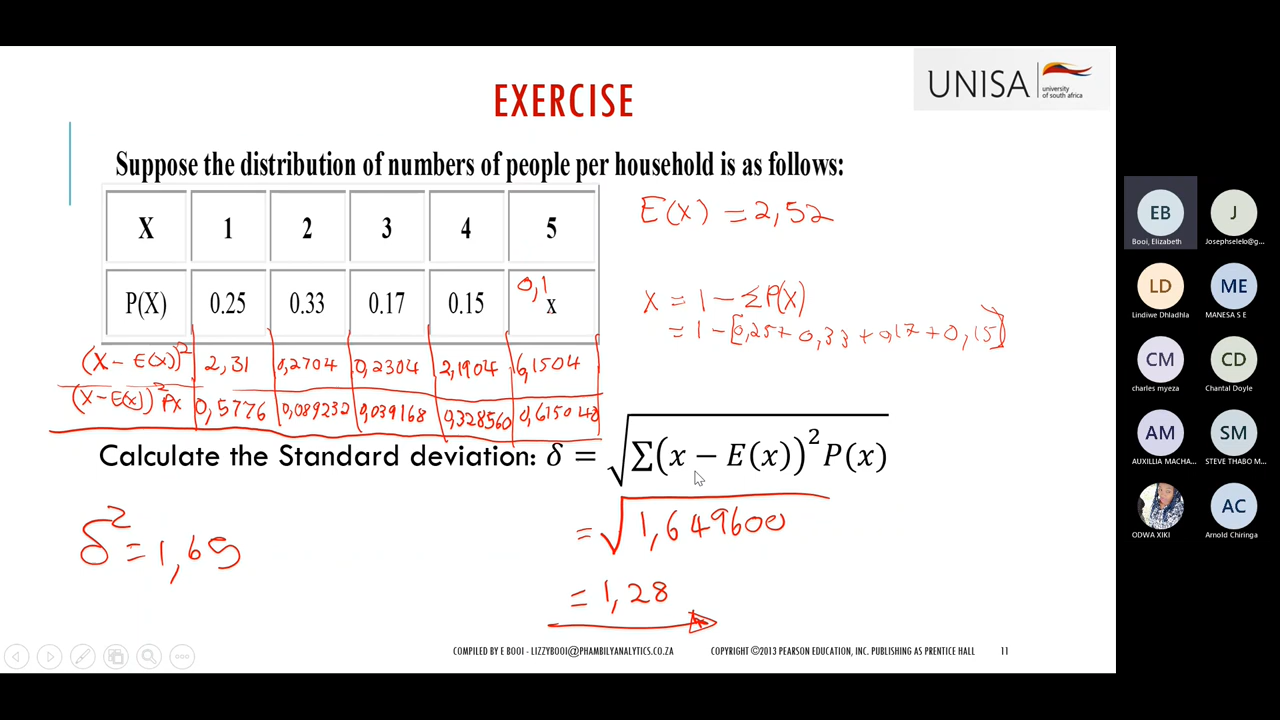 EXERCISE
UNISA
university
of south africa
Suppose the distribution of numbers of people per household is as follows:
X 1 2 3 4 5
P(X) 0.25 0.33 0.17 0.15 0,1 x
(X - E(X))² 2,31 0,2704 0,2304 2,1904 6,1504
(X - E(X))² Px 0,5776 0,089232 0,039168 0,328560 0,615040
E(X) = 2,52
X = 1 - ΣP(X)
= 1 - [0,25 + 0,33 + 0,17 + 0,15]
Calculate the Standard deviation: δ = √Σ(x − E(x))²P(x)
= √1,649600
= 1,28
δ² = 1,65
COMPILED BY E BOOI - LIZZYBOOI@PHAMBILYANALYTICS.CO.ZA COPYRIGHT ©2013 PEARSON EDUCATION, INC. PUBLISHING AS PRENTICE HALL 11
EB J
Booi, Elizabeth Josephselelo@g...
LD ME
Lindiwe Dhladhla MANESA S E
CM CD
charles myeza Chantal Doyle
AM SM
AUXILLIA MACHA... STEVE THABO M...
AC
ODWA XIKI Arnold Chiringa